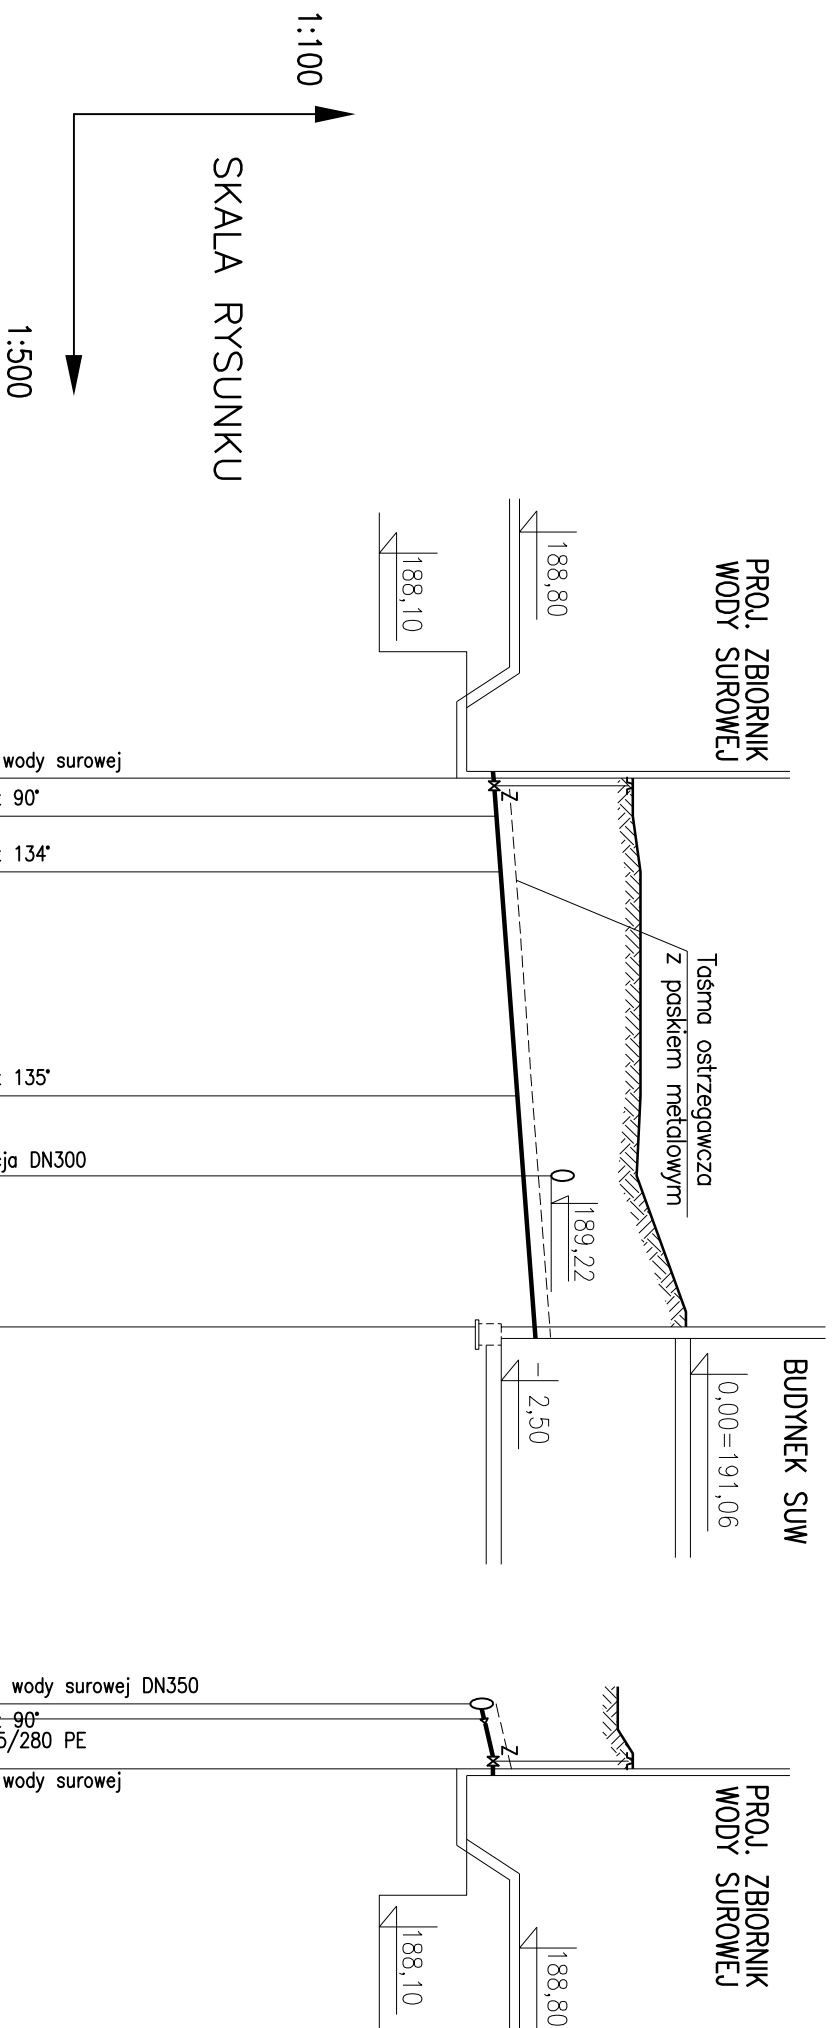 1:100
SKALA RYSUNKU
1:500
PROJ. ZBIORNIK
WODY SUROWEJ
188,80
188,10
wody surowej
90°
134°
135°
DN300
Z
Taśma ostrzegawcza
z paskiem metalowym
189,22
BUDYNEK SUW
0,00=191,06
- 2,50
wody surowej DN350
90°
/280 PE
wody surowej
Z
PROJ. ZBIORNIK
WODY SUROWEJ
188,10
188,80